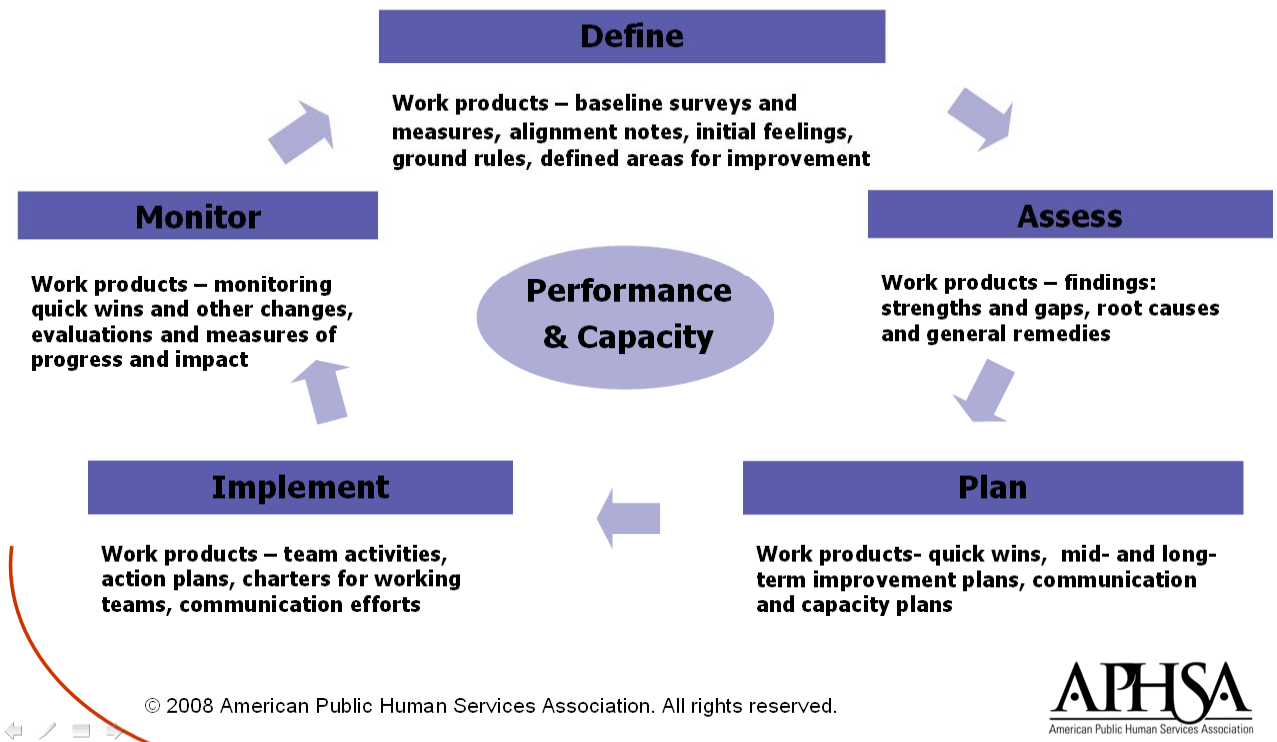 Define
Work products – baseline surveys and
measures, alignment notes, initial feelings,
ground rules, defined areas for improvement
Assess
Work products – findings:
strengths and gaps, root causes
and general remedies
Plan
Work products- quick wins,  mid- and long-
term improvement plans, communication
and capacity plans
Implement
Work products – team activities,
action plans, charters for working
teams, communication efforts
Monitor
Work products – monitoring
quick wins and other changes,
evaluations and measures of
progress and impact
Performance
& Capacity
© 2008 American Public Human Services Association. All rights reserved.
APHSA
American Public Human Services Association